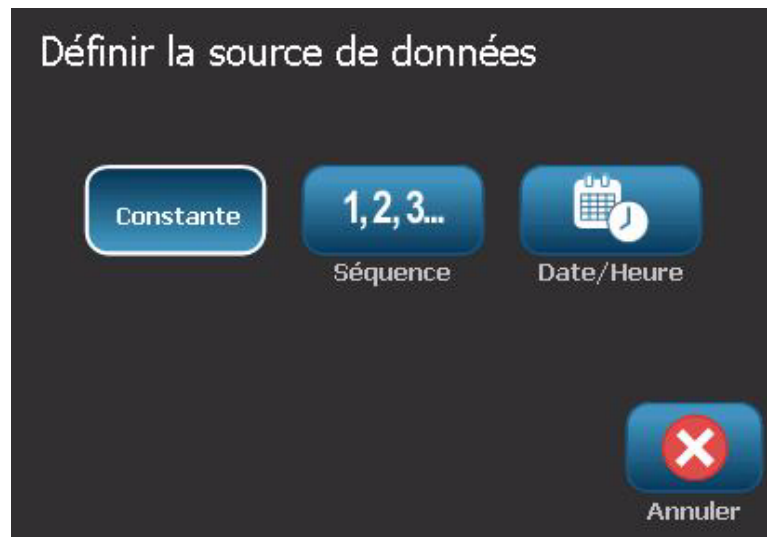 Définir la source de données
Constante
1, 2, 3...
Séquence
Date/Heure
Annuler